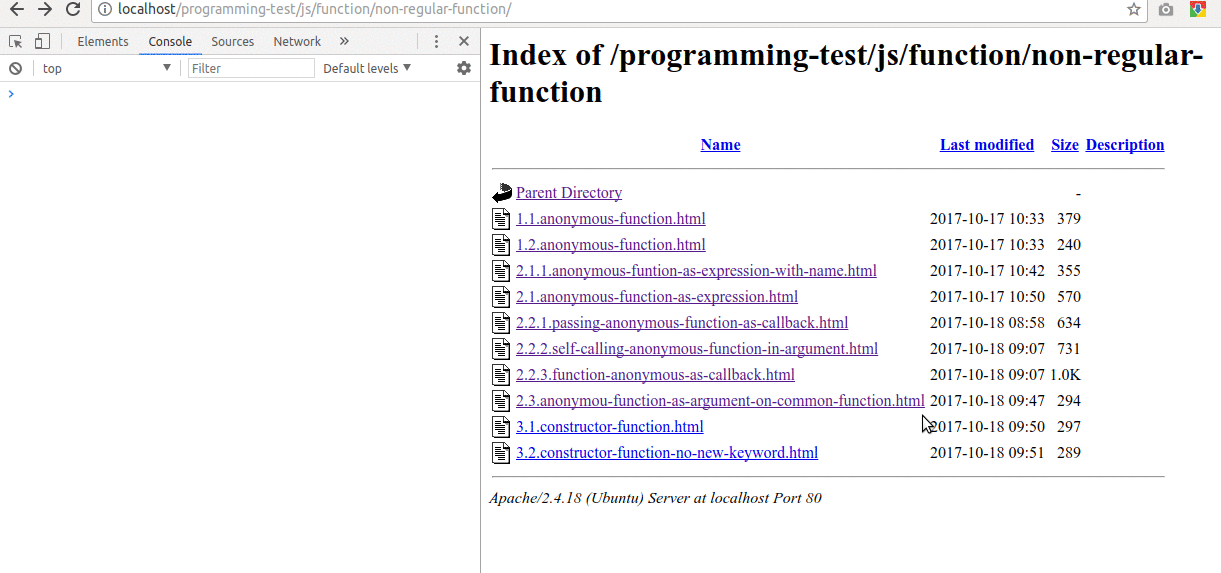 localhost/programming-test/js/function/non-regular-function/
Elements Console Sources Network »
top Filter Default levels
Index of /programming-test/js/function/non-regular-
function
Name Last modified Size Description
Parent Directory -
1.1.anonymous-function.html 2017-10-17 10:33 379
1.2.anonymous-function.html 2017-10-17 10:33 240
2.1.1.anonymous-funtion-as-expression-with-name.html 2017-10-17 10:42 355
2.1.anonymous-function-as-expression.html 2017-10-17 10:50 570
2.2.1.passing-anonymous-function-as-callback.html 2017-10-18 08:58 634
2.2.2.self-calling-anonymous-function-in-argument.html 2017-10-18 09:07 731
2.2.3.function-anonymous-as-callback.html 2017-10-18 09:07 1.0K
2.3.anonymou-function-as-argument-on-common-function.html 2017-10-18 09:47 294
3.1.constructor-function.html 2017-10-18 09:50 297
3.2.constructor-function-no-new-keyword.html 2017-10-18 09:51 289
Apache/2.4.18 (Ubuntu) Server at localhost Port 80